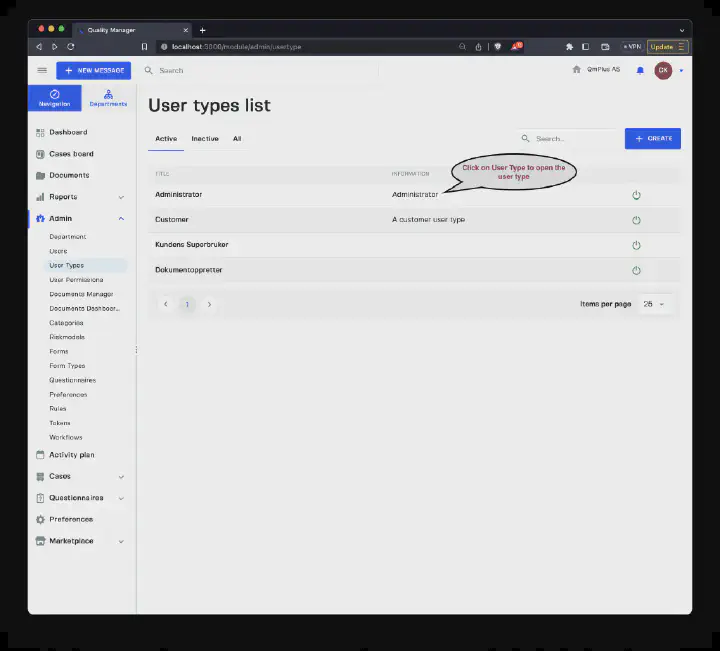 Quality Manager
localhost:5000/module/admin/usertype
VPN
Update
NEW MESSAGE
Search
QmPlus AS
Navigation
Departments
User types list
Dashboard
Cases board
Documents
Reports
Admin
Department
Users
User Types
User Permissions
Documents Manager
Documents Dashboar...
Categories
Riskmodels
Forms
Form Types
Questionnaires
Preferences
Rules
Tokens
Workflows
Activity plan
Cases
Questionnaires
Preferences
Marketplace
Active
Inactive
All
Search...
CREATE
TITLE
INFORMATION
Click on User Type to open the
user type
Administrator
Administrator
Customer
A customer user type
Kundens Superbruker
Dokumentoppretter
1
Items per page
25